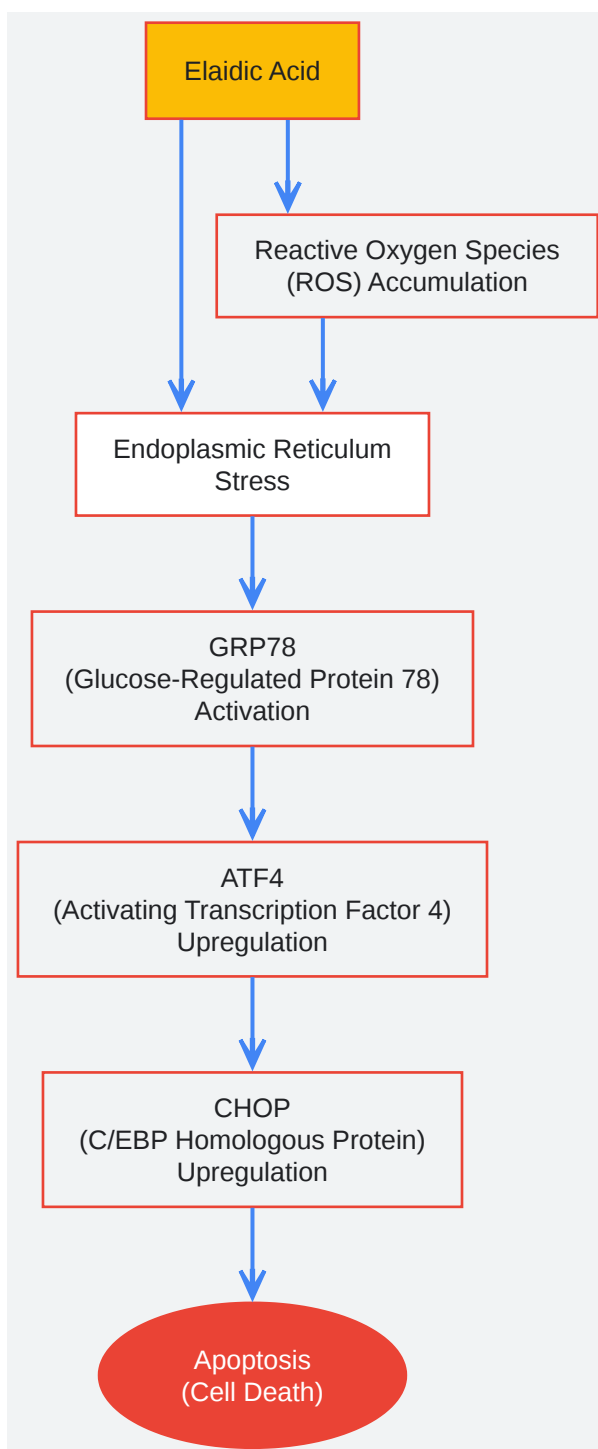 Elaidic Acid
Reactive Oxygen Species
(ROS) Accumulation
Endoplasmic Reticulum
Stress
GRP78
(Glucose-Regulated Protein 78)
Activation
ATF4
(Activating Transcription Factor 4)
Upregulation
CHOP
(C/EBP Homologous Protein)
Upregulation
Apoptosis
(Cell Death)